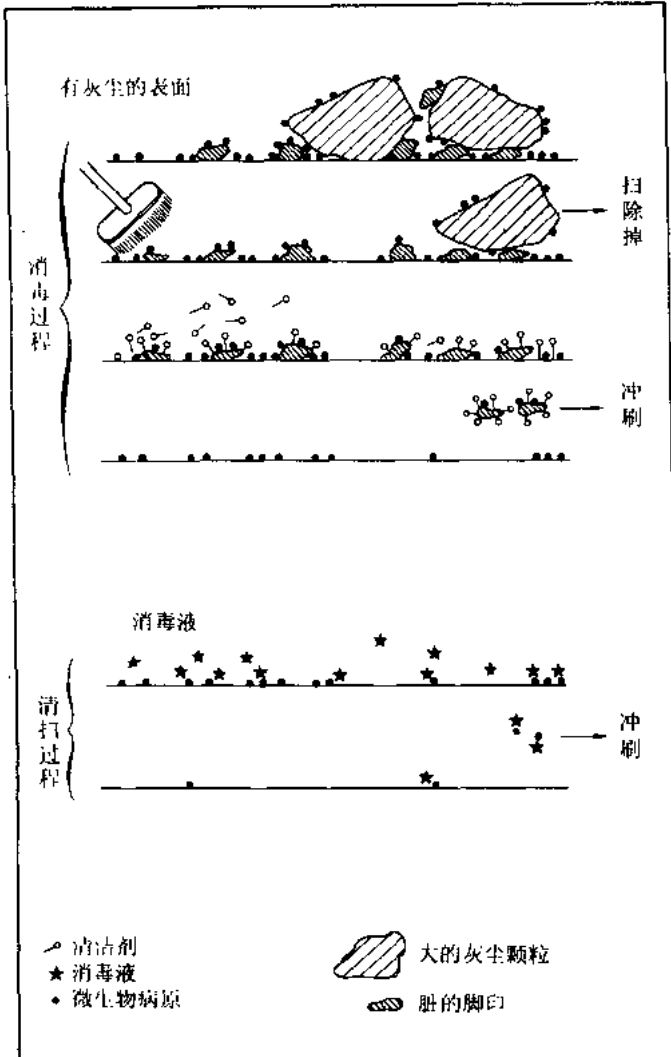 有灰尘的表面
消毒过程
扫除掉
冲刷
消毒液
清扫过程
冲刷
清洁剂
消毒液
微生物病原
大的灰尘颗粒
脏的脚印